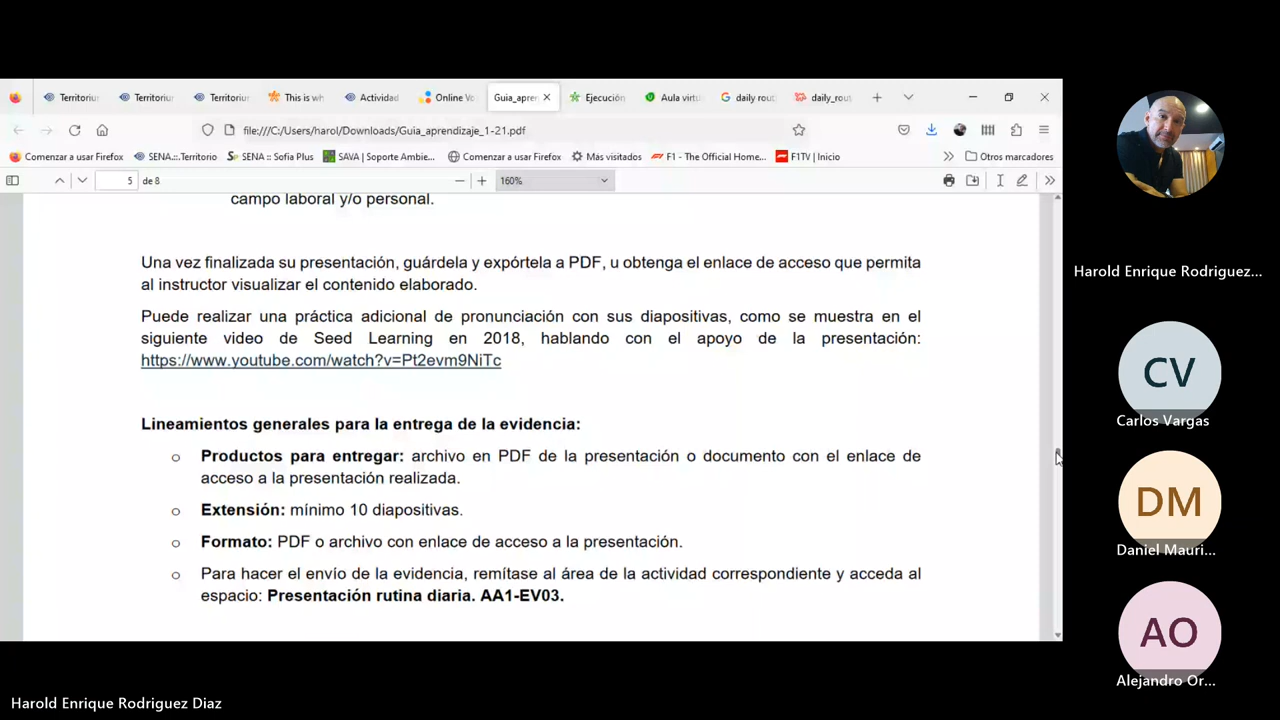 Territoriu
Territoriu
Territoriu
This is wh
Actividad
Online Vo
Guia_apren
Ejecución
Aula virtu
daily rout
daily_rout
file:///C:/Users/harol/Downloads/Guia_aprendizaje_1-21.pdf
Comenzar a usar Firefox
SENA.::.Territorio
SENA :: Sofia Plus
SAVA | Soporte Ambie...
Comenzar a usar Firefox
Más visitados
F1 - The Official Home...
F1TV | Inicio
Otros marcadores
5 de 8
160%
campo laboral y/o personal.
Una vez finalizada su presentación, guárdela y expórtela a PDF, u obtenga el enlace de acceso que permita
al instructor visualizar el contenido elaborado.
Puede realizar una práctica adicional de pronunciación con sus diapositivas, como se muestra en el
siguiente video de Seed Learning en 2018, hablando con el apoyo de la presentación:
https://www.youtube.com/watch?v=Pt2evm9NiTc
Lineamientos generales para la entrega de la evidencia:
o Productos para entregar: archivo en PDF de la presentación o documento con el enlace de
acceso a la presentación realizada.
o Extensión: mínimo 10 diapositivas.
o Formato: PDF o archivo con enlace de acceso a la presentación.
o Para hacer el envío de la evidencia, remítase al área de la actividad correspondiente y acceda al
espacio: Presentación rutina diaria. AA1-EV03.
Harold Enrique Rodriguez...
CV
Carlos Vargas
DM
Daniel Mauri...
AO
Alejandro Or...
Harold Enrique Rodriguez Diaz